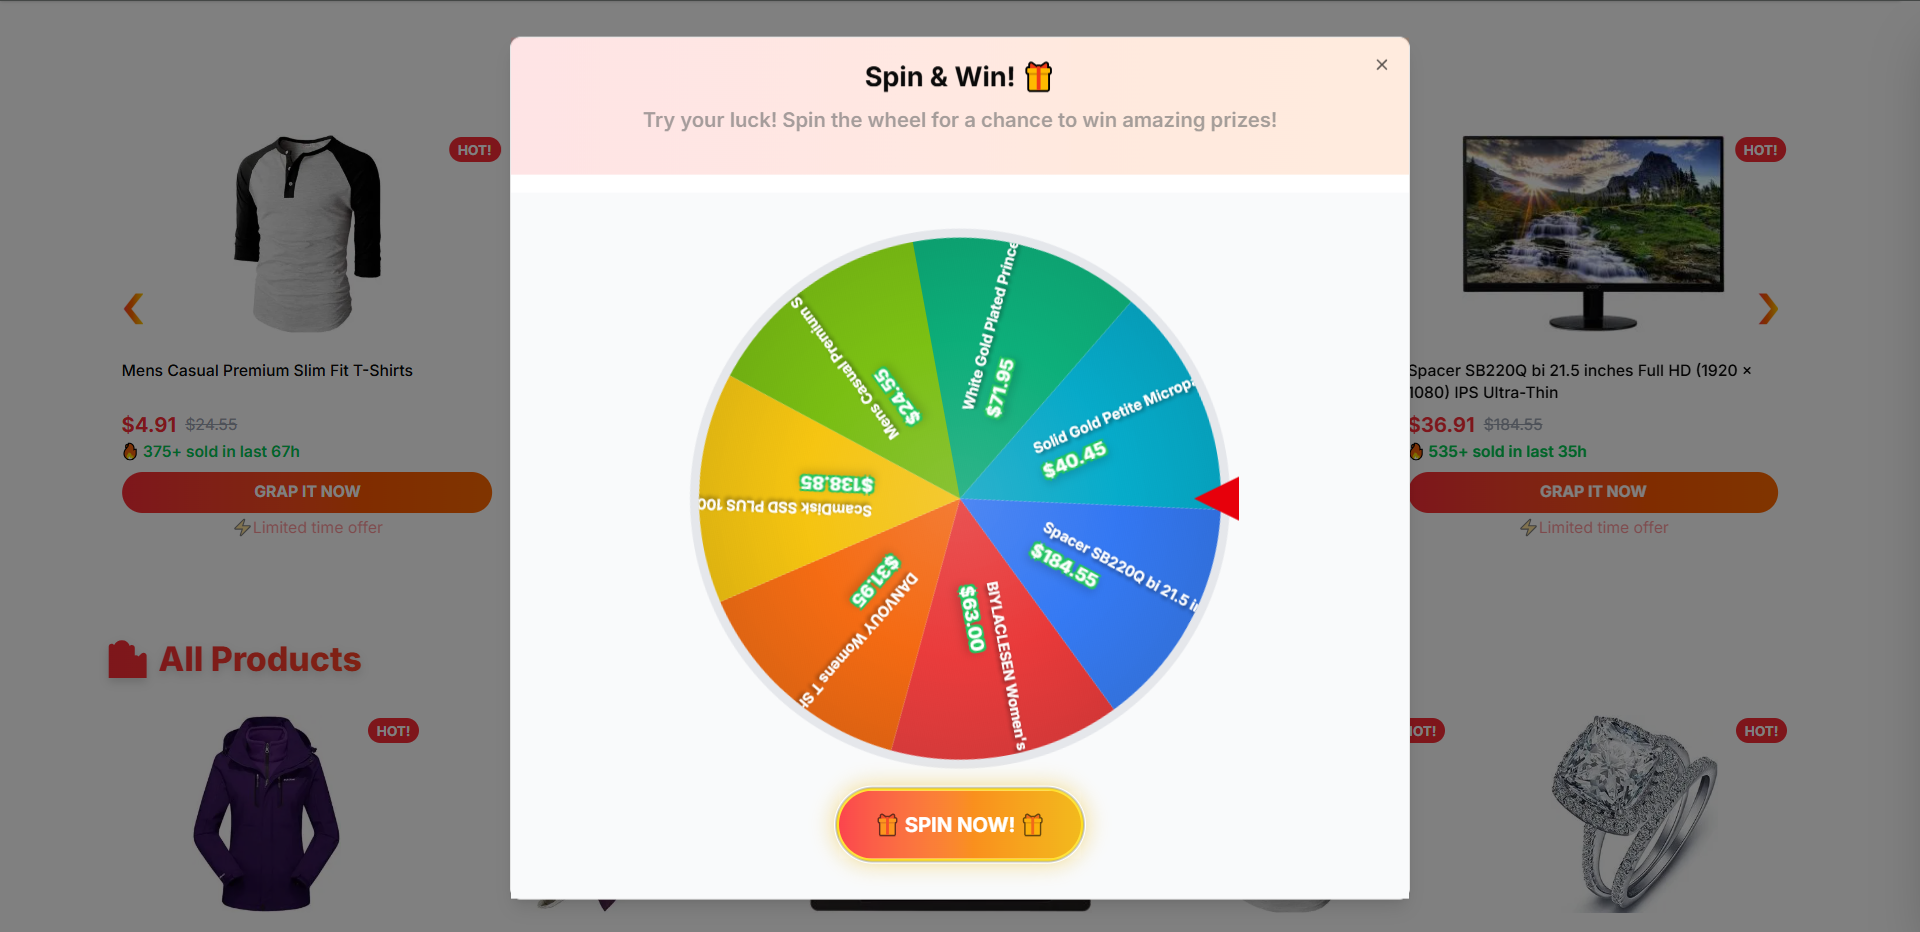 Spin & Win! 🎁
Try your luck! Spin the wheel for a chance to win amazing prizes!
×
HOT!
HOT!
Mens Casual Premium Slim Fit T-Shirts
$4.91 $24.55
🔥 375+ sold in last 67h
GRAP IT NOW
⚡Limited time offer
Spacer SB220Q bi 21.5 inches Full HD (1920 ×
1080) IPS Ultra-Thin
$36.91 $184.55
🔥 535+ sold in last 35h
GRAP IT NOW
⚡Limited time offer
White Gold Plated Prince
$71.95
Solid Gold Petite Microp
$40.45
Spacer SB220Q bi 21.5 i
$184.55
BIYLACLESEN Women's
$63.00
DANVOUY Womens T S
$31.95
ScamDisk SSD PLUS 100
$138.85
Mens Casual Premium S
$24.55
🎁 SPIN NOW! 🎁
All Products
HOT!
HOT!
HOT!